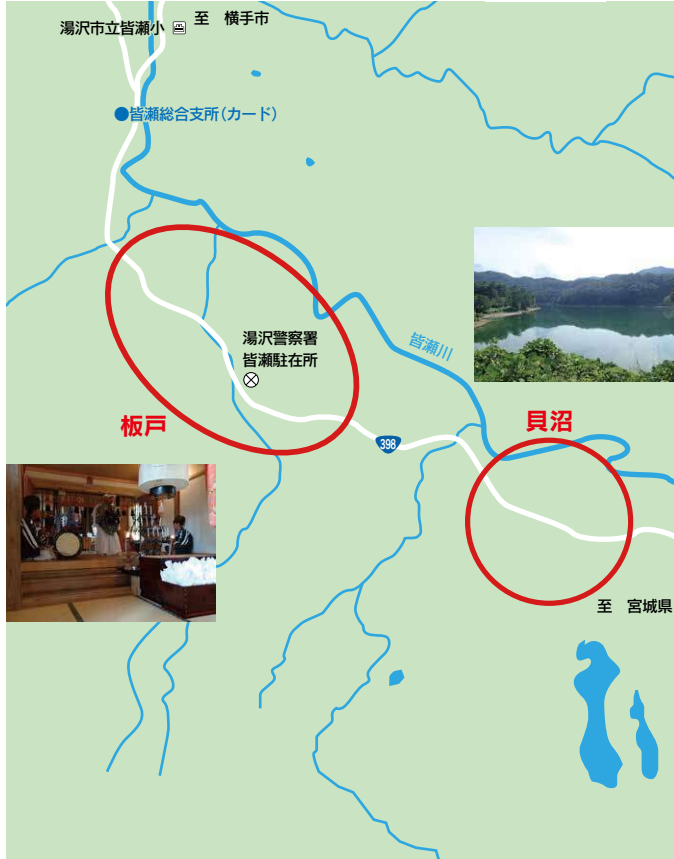 湯沢市立皆瀬小
至　横手市
●皆瀬総合支所(カード)
湯沢警察署
皆瀬駐在所
皆瀬川
板戸
貝沼
398
至　宮城県